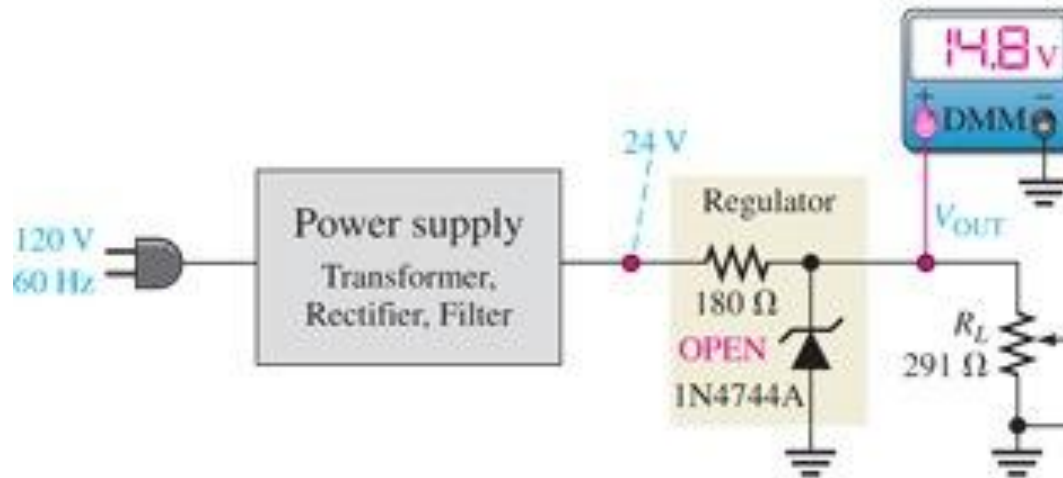 14.8 V
+ −
DMM
24 V
Regulator
Power supply
Transformer,
Rectifier, Filter
120 V
60 Hz
VOUT
180 Ω
OPEN
1N4744A
RL
291 Ω